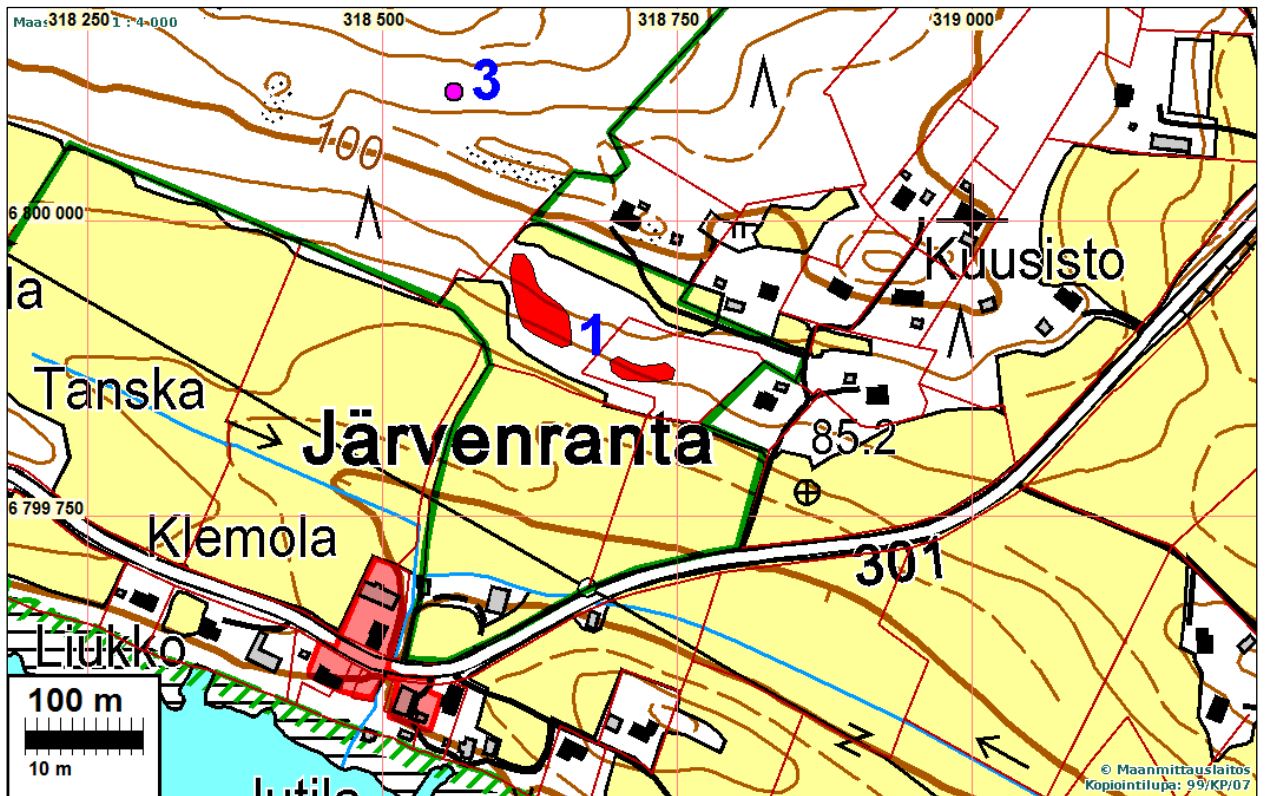 Maas 1 : 4 000
318 250
318 500
318 750
319 000
3
100
6 800 000
Kuusisto
la
1
Tanska
Järvenranta
85.2
6 799 750
Klemola
301
Liukko
100 m
10 m
Jutila
© Maanmittauslaitos
Kopiointilupa: 99/KP/07